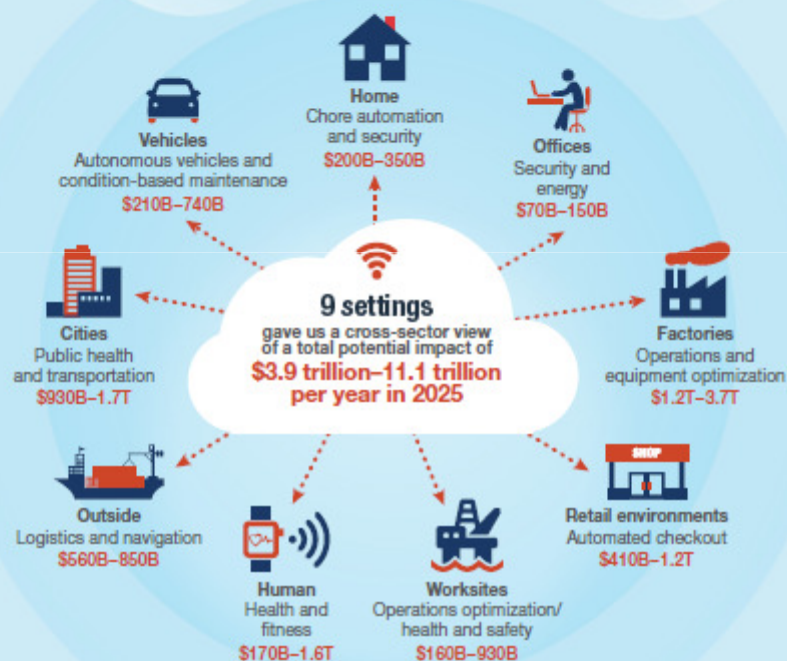 Home
Chore automation
and security
$200B–350B
Vehicles
Autonomous vehicles and
condition-based maintenance
$210B–740B
Offices
Security and
energy
$70B–150B
9 settings
gave us a cross-sector view
of a total potential impact of
$3.9 trillion–11.1 trillion
per year in 2025
Cities
Public health
and transportation
$930B–1.7T
Factories
Operations and
equipment optimization
$1.2T–3.7T
Outside
Logistics and navigation
$560B–850B
SHOP
Retail environments
Automated checkout
$410B–1.2T
Human
Health and
fitness
$170B–1.6T
Worksites
Operations optimization/
health and safety
$160B–930B